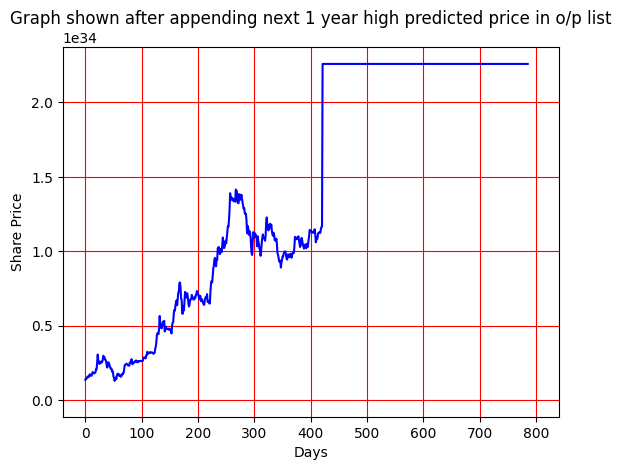 Graph shown after appending next 1 year high predicted price in o/p list
1e34
2.0
1.5
1.0
0.5
0.0
Share Price
0 100 200 300 400 500 600 700 800
Days